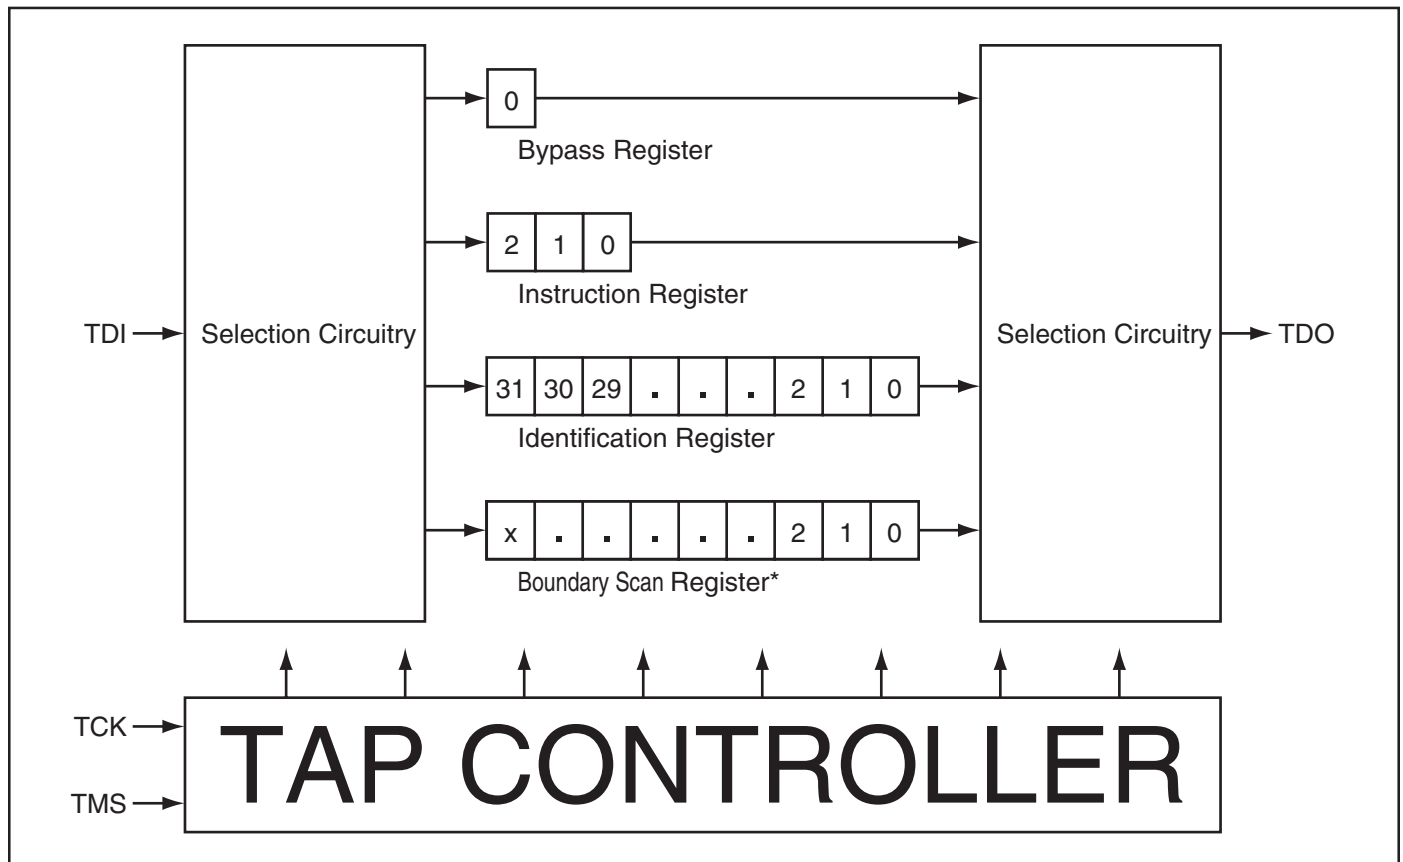 0
Bypass Register
2 1 0
Instruction Register
TDI
Selection Circuitry
Selection Circuitry
TDO
31 30 29 . . . 2 1 0
Identification Register
x . . . . . 2 1 0
Boundary Scan Register*
TCK
TMS
TAP CONTROLLER